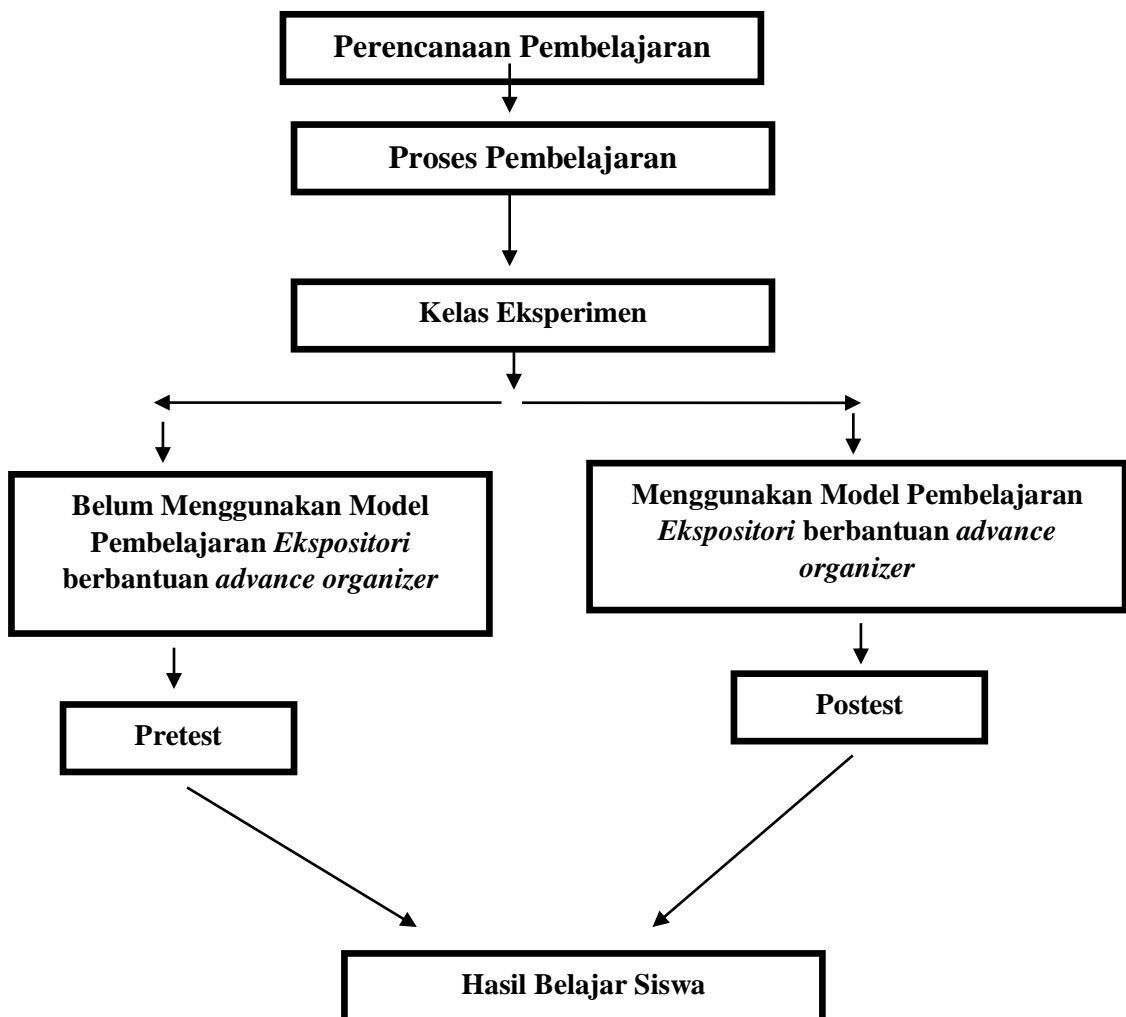 Perencanaan Pembelajaran
Proses Pembelajaran
Kelas Eksperimen
Belum Menggunakan Model
Pembelajaran Ekspositori
berbantuan advance organizer
Menggunakan Model Pembelajaran
Ekspositori berbantuan advance
organizer
Pretest
Postest
Hasil Belajar Siswa